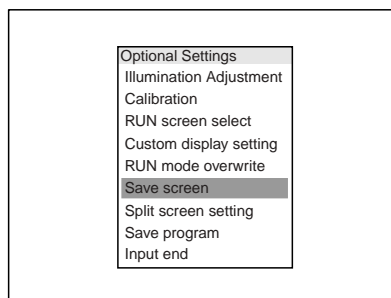 Optional Settings
Illumination Adjustment
Calibration
RUN screen select
Custom display setting
RUN mode overwrite
Save screen
Split screen setting
Save program
Input end